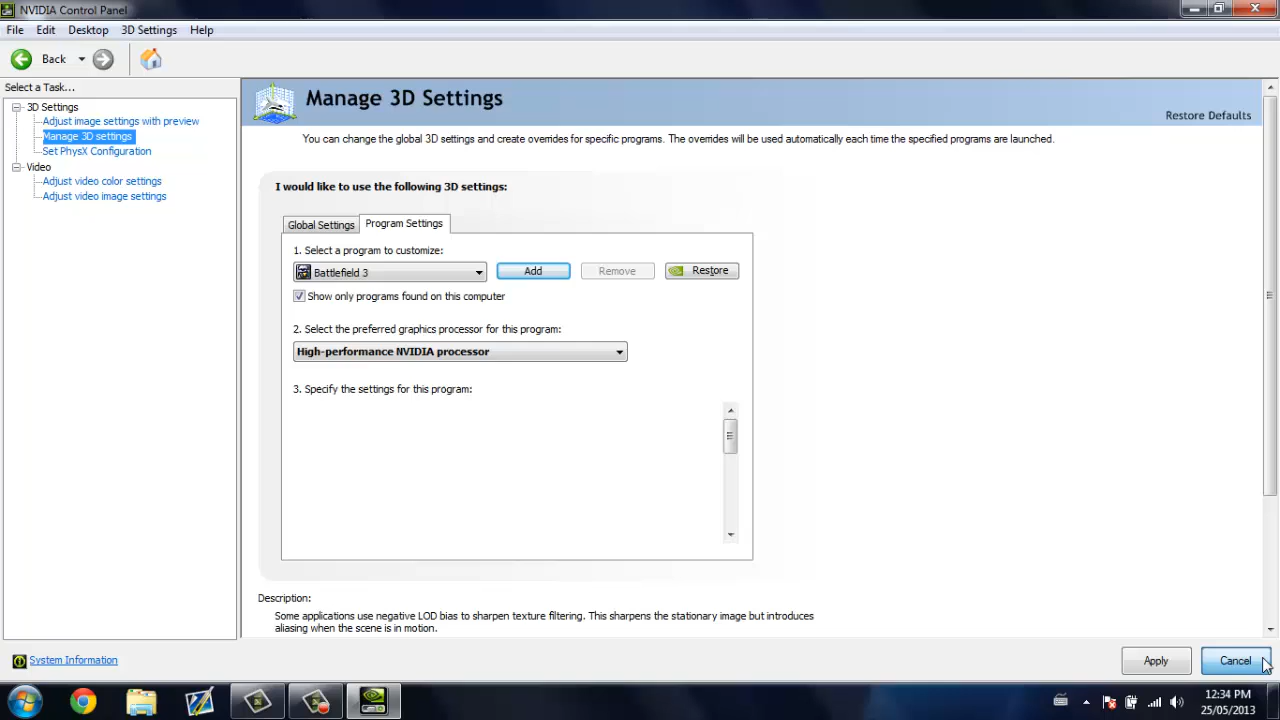 NVIDIA Control Panel
File Edit Desktop 3D Settings Help
Back
Select a Task...
3D Settings
Adjust image settings with preview
Manage 3D settings
Set PhysX Configuration
Video
Adjust video color settings
Adjust video image settings
Manage 3D Settings
Restore Defaults
You can change the global 3D settings and create overrides for specific programs. The overrides will be used automatically each time the specified programs are launched.
I would like to use the following 3D settings:
Global Settings Program Settings
1. Select a program to customize:
Battlefield 3 Add Remove Restore
Show only programs found on this computer
2. Select the preferred graphics processor for this program:
High-performance NVIDIA processor
3. Specify the settings for this program:
Description:
Some applications use negative LOD bias to sharpen texture filtering. This sharpens the stationary image but introduces
aliasing when the scene is in motion.
System Information
Apply Cancel
12:34 PM
25/05/2013